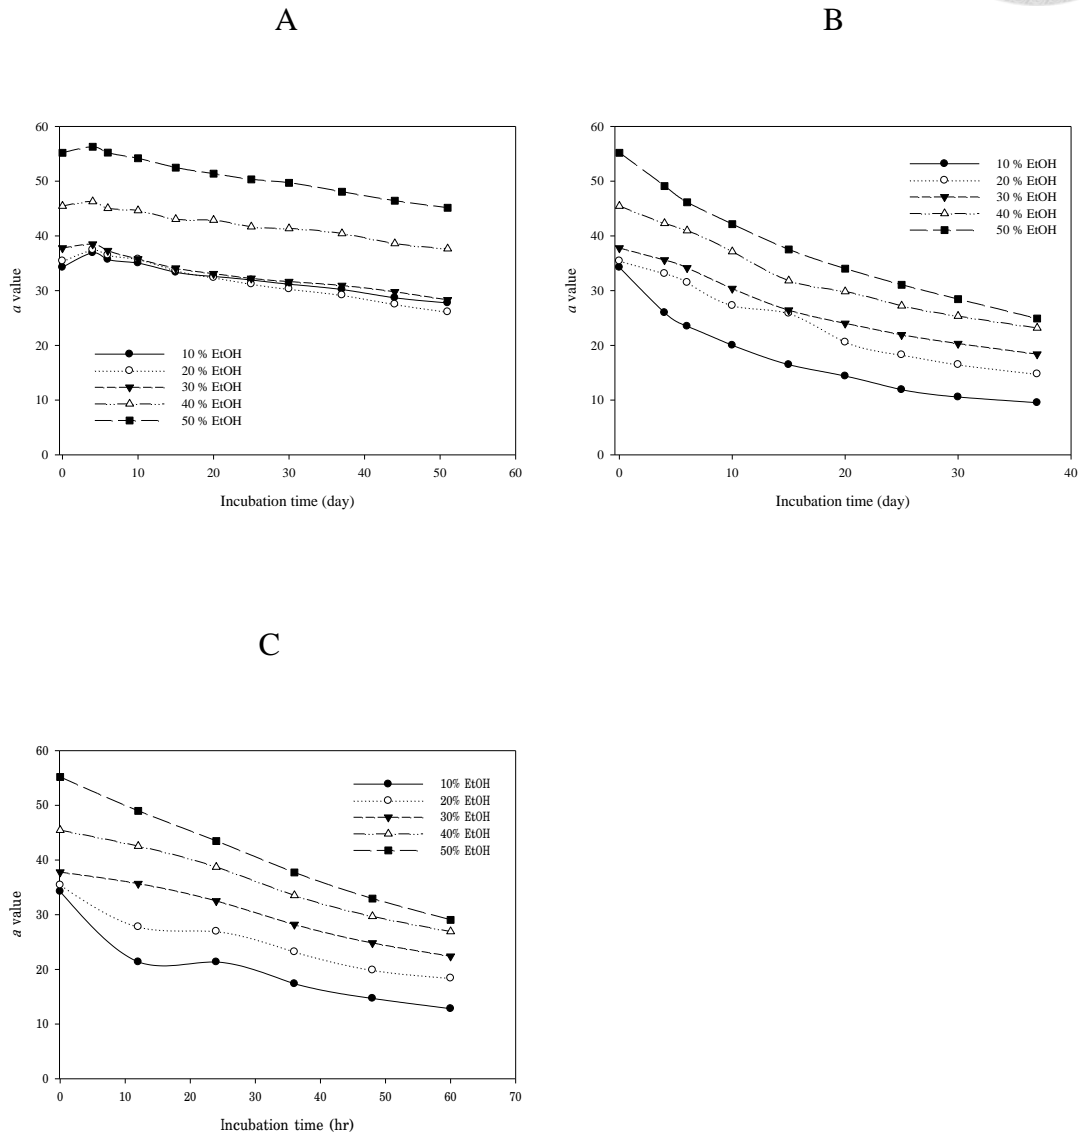 A
60
50
40
30
20
10
0
a value
10 % EtOH
20 % EtOH
30 % EtOH
40 % EtOH
50 % EtOH
0 10 20 30 40 50 60
Incubation time (day)
B
60
50
40
30
20
10
0
a value
10 % EtOH
20 % EtOH
30 % EtOH
40 % EtOH
50 % EtOH
0 10 20 30 40
Incubation time (day)
C
60
50
40
30
20
10
0
a value
10% EtOH
20% EtOH
30% EtOH
40% EtOH
50% EtOH
0 10 20 30 40 50 60 70
Incubation time (hr)